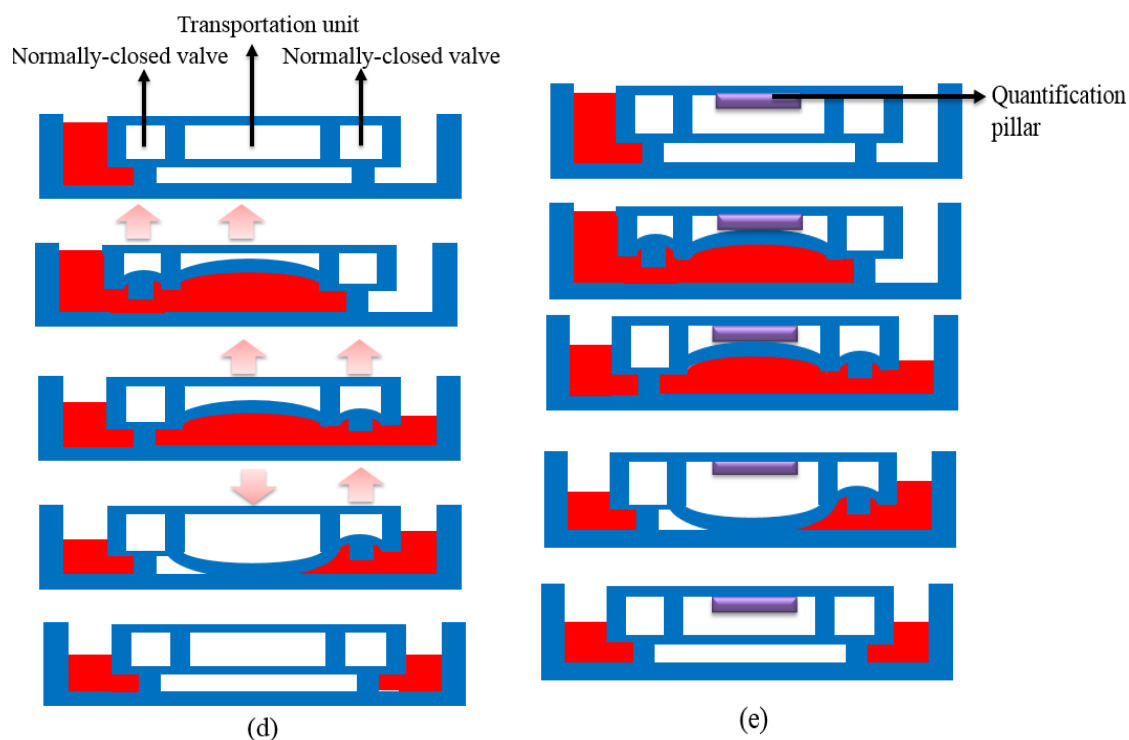 Transportation unit
Normally-closed valve
Normally-closed valve
Quantification
pillar
(d)
(e)